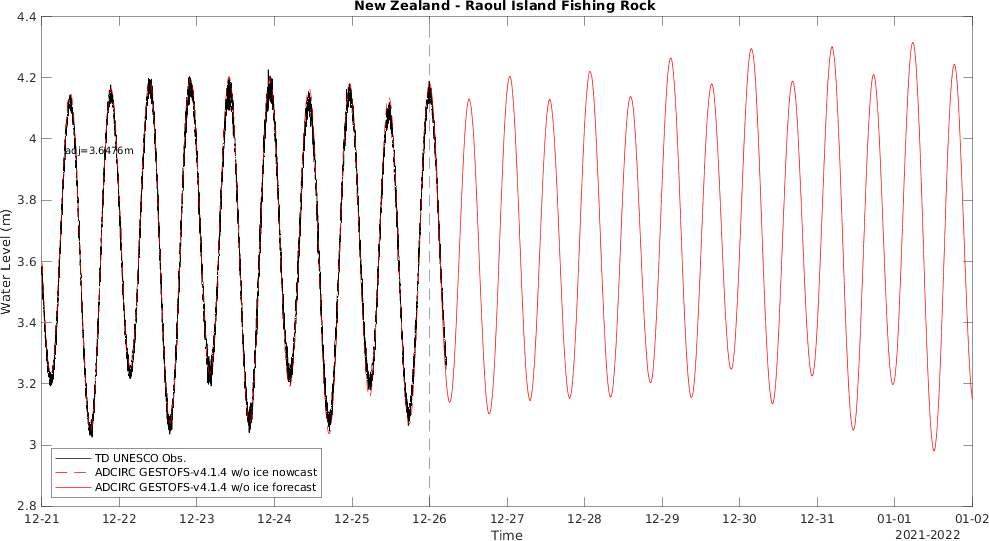 New Zealand - Raoul Island Fishing Rock
4.4
4.2
4
3.8
3.6
3.4
3.2
3
2.8
Water Level (m)
adj=3.6476m
TD UNESCO Obs.
ADCIRC GESTOFS-v4.1.4 w/o ice nowcast
ADCIRC GESTOFS-v4.1.4 w/o ice forecast
12-21 12-22 12-23 12-24 12-25 12-26 12-27 12-28 12-29 12-30 12-31 01-01 01-02
Time
2021-2022